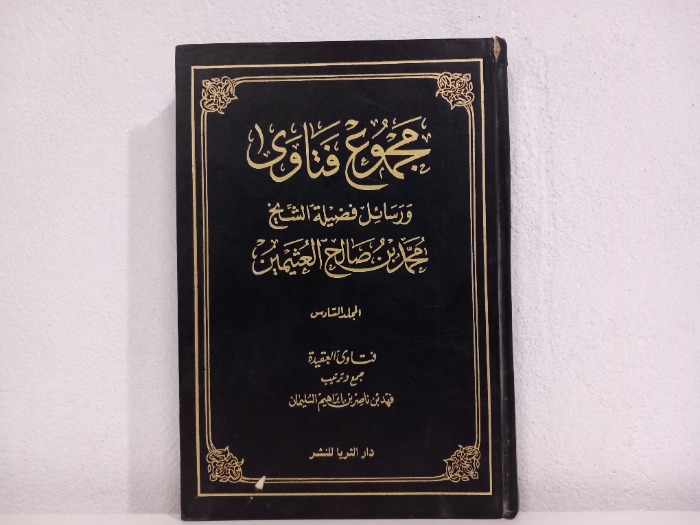 مجموع فتاوى
ورسائل فضيلة الشيخ
محمد بن صالح العثيمين
المجلد السادس
فتاوى العقيدة
جمع وترتيب
فهد بن ناصر بن إبراهيم السليمان
دار الثريا للنشر